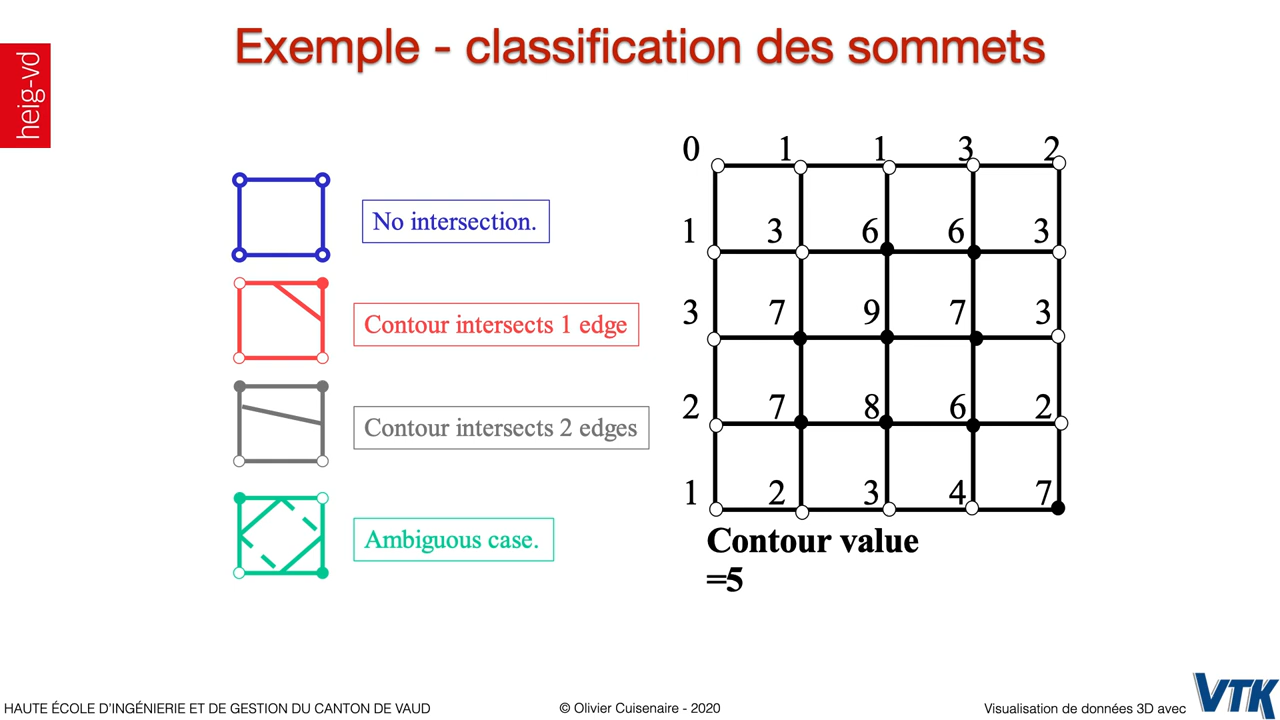 Exemple - classification des sommets
heig-vd
No intersection.
Contour intersects 1 edge
Contour intersects 2 edges
Ambiguous case.
0 1 1 3 2
1 3 6 6 3
3 7 9 7 3
2 7 8 6 2
1 2 3 4 7
Contour value
=5
HAUTE ÉCOLE D'INGÉNIERIE ET DE GESTION DU CANTON DE VAUD
© Olivier Cuisenaire - 2020
Visualisation de données 3D avec
VTK